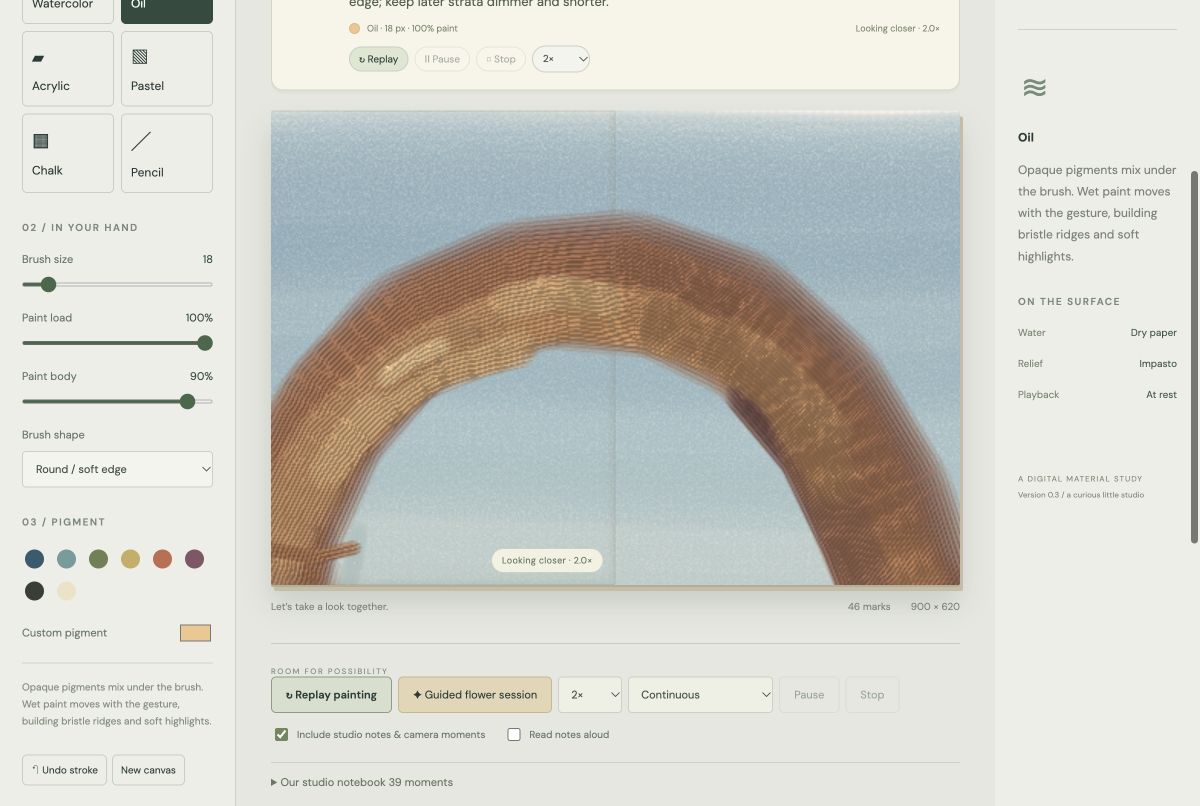 Watercolor
Oil
Acrylic
Pastel
Chalk
Pencil
02 / IN YOUR HAND
Brush size 18
Paint load 100%
Paint body 90%
Brush shape
Round / soft edge
03 / PIGMENT
Custom pigment
Opaque pigments mix under the brush.
Wet paint moves with the gesture,
building bristle ridges and soft highlights.
Undo stroke
New canvas
edge; keep later strata dimmer and shorter.
Oil · 18 px · 100% paint
Looking closer · 2.0×
↻ Replay
II Pause
▫ Stop
2×
Looking closer · 2.0×
Let's take a look together.
46 marks
900 × 620
ROOM FOR POSSIBILITY
↻ Replay painting
✦ Guided flower session
2×
Continuous
Pause
Stop
Include studio notes & camera moments
Read notes aloud
▶ Our studio notebook 39 moments
Oil
Opaque pigments mix under
the brush. Wet paint moves
with the gesture, building
bristle ridges and soft
highlights.
ON THE SURFACE
Water Dry paper
Relief Impasto
Playback At rest
A DIGITAL MATERIAL STUDY
Version 0.3 / a curious little studio